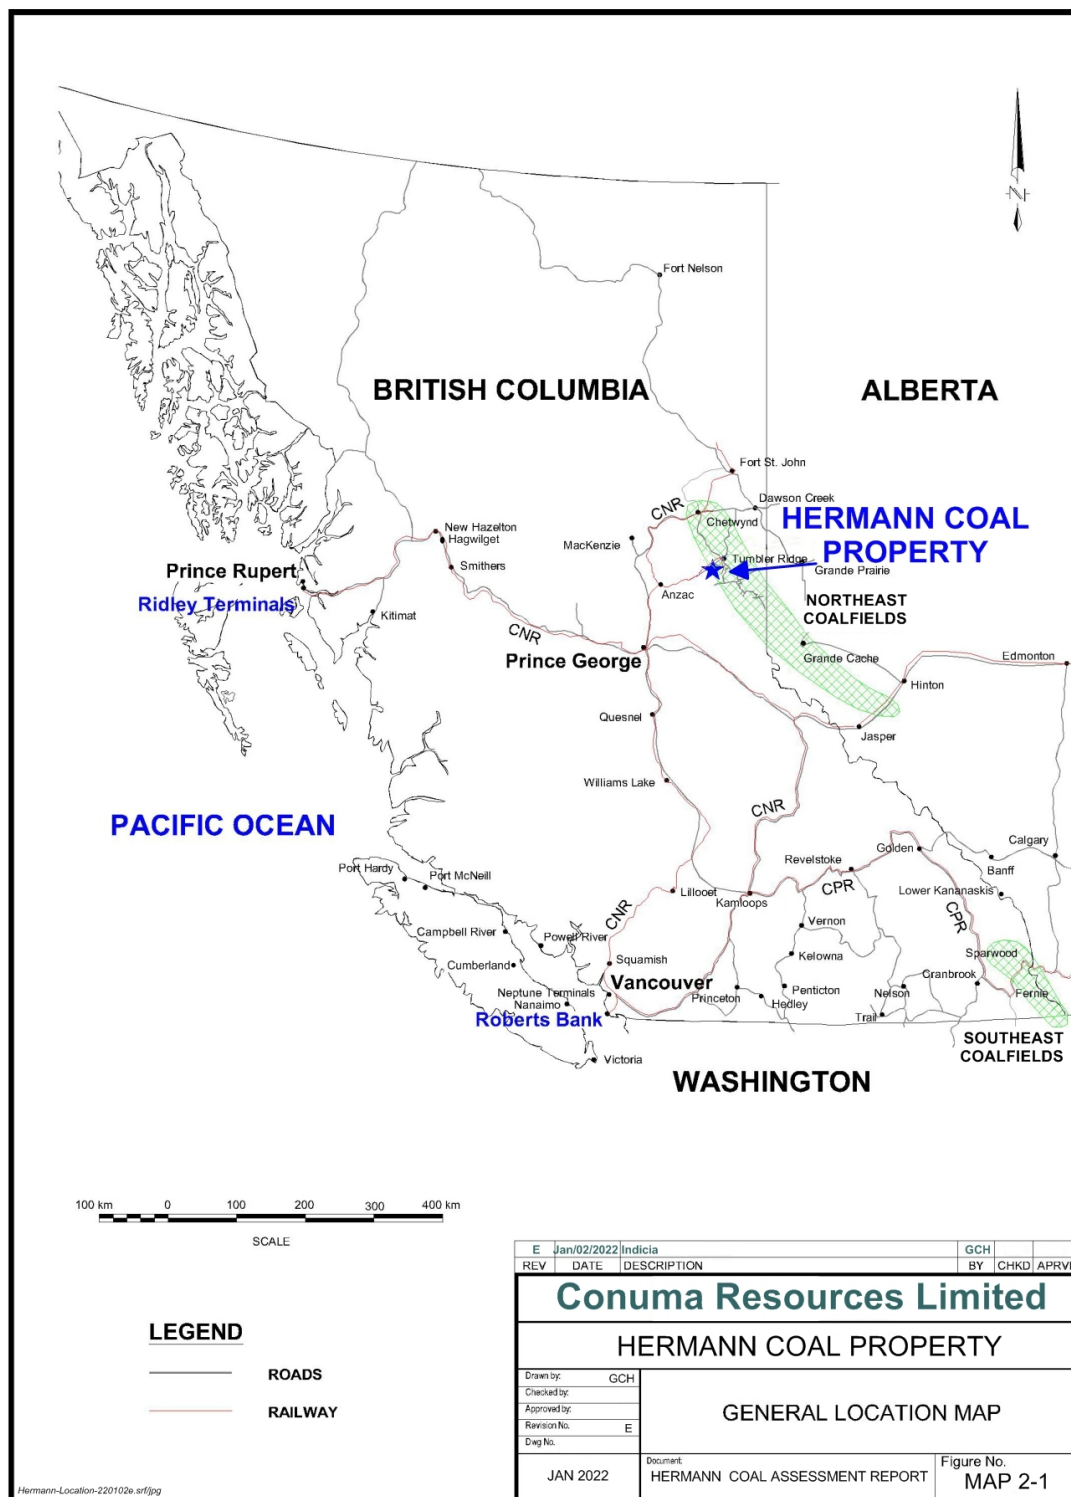 N
Fort Nelson
BRITISH COLUMBIA
ALBERTA
Fort St. John
Dawson Creek
CNR
Chetwynd
HERMANN COAL
PROPERTY
New Hazelton
Hagwilget
MacKenzie
Tumbler Ridge
Smithers
Grande Prairie
Prince Rupert
Ridley Terminals
Anzac
Kitimat
NORTHEAST
COALFIELDS
CNR
Prince George
Grande Cache
Edmonton
Hinton
Quesnel
Jasper
Williams Lake
CNR
PACIFIC OCEAN
Calgary
Golden
Revelstoke
Banff
Port Hardy
Port McNeill
CPR
Lower Kananaskis
Lillooet
Kamloops
CNR
CPR
Vernon
Campbell River
Powell River
Kelowna
Sparwood
Cumberland
Squamish
Vancouver
Cranbrook
Neptune Terminals
Princeton
Penticton
Nelson
Fernie
Nanaimo
Hedley
Roberts Bank
Trail
SOUTHEAST
COALFIELDS
Victoria
WASHINGTON
100 km 0 100 200 300 400 km
SCALE
E Jan/02/2022 Indicia GCH
REV DATE DESCRIPTION BY CHKD APRVD
Conuma Resources Limited
LEGEND
HERMANN COAL PROPERTY
ROADS
RAILWAY
Drawn by: GCH
Checked by:
Approved by:
Revision No. E
Dwg No.
GENERAL LOCATION MAP
JAN 2022
Document:
HERMANN COAL ASSESSMENT REPORT
Figure No.
MAP 2-1
Hermann-Location-220102e.srf/jpg